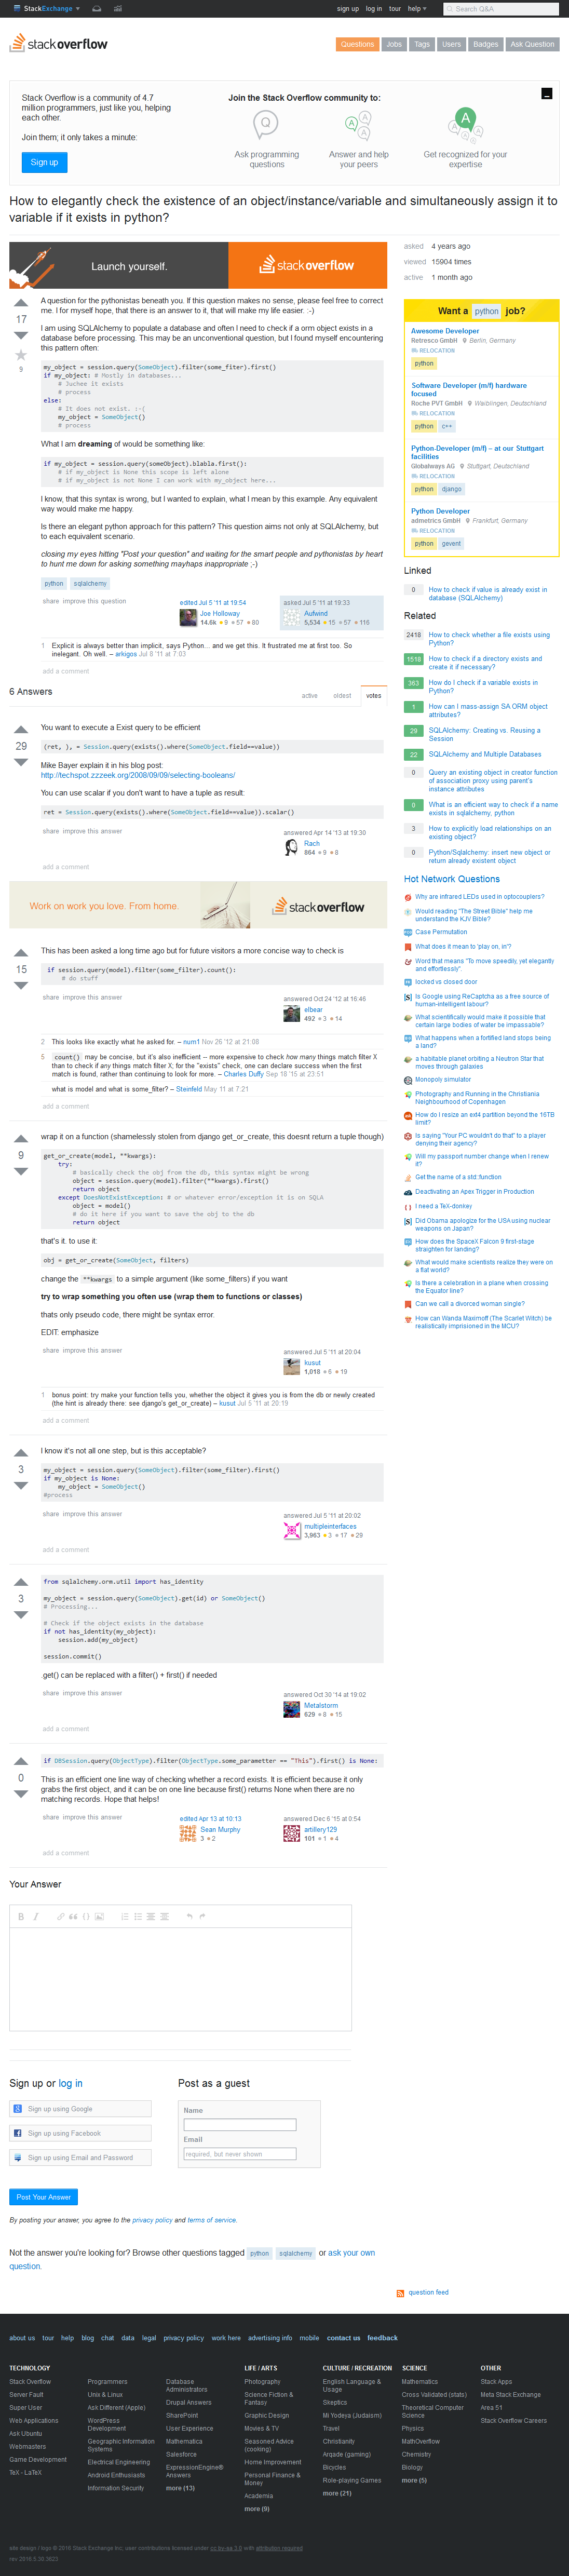 StackExchange
sign up log in tour help
Search Q&A
stackoverflow
Questions Jobs Tags Users Badges Ask Question
Stack Overflow is a community of 4.7
million programmers, just like you, helping
each other.
Join them; it only takes a minute:
Sign up
Join the Stack Overflow community to:
Ask programming
questions
Answer and help
your peers
Get recognized for your
expertise
How to elegantly check the existence of an object/instance/variable and simultaneously assign it to
variable if it exists in python?
Launch yourself.
stackoverflow
17
9
A question for the pythonistas beneath you. If this question makes no sense, please feel free to correct
me. I for myself hope, that there is an answer to it, that will make my life easier. :-)
I am using SQLAlchemy to populate a database and often I need to check if a orm object exists in a
database before processing. This may be an unconventional question, but I found myself encountering
this pattern often:
my_object = session.query(SomeObject).filter(some_fiter).first()
if my_object: # Mostly in databases...
# Juchee it exists
# process
else:
# It does not exist. :-(
my_object = SomeObject()
# process
What I am dreaming of would be something like:
if my_object = session.query(someObject).blabla.first():
# if my_object is None this scope is left alone
# if my_object is not None I can work with my_object here...
I know, that this syntax is wrong, but I wanted to explain, what I mean by this example. Any equivalent
way would make me happy.
Is there an elegant python approach for this pattern? This question aims not only at SQLAlchemy, but
to each equivalent scenario.
closing my eyes hitting "Post your question" and waiting for the smart people and pythonistas by heart
to hunt me down for asking something mayhaps inappropriate ;-)
python sqlalchemy
share improve this question
edited Jul 5 '11 at 19:54
Joe Holloway
14.6k 9 57 80
asked Jul 5 '11 at 19:33
Aufwind
5,534 15 57 116
1 Explicit is always better than implicit, says Python... and we get this. It frustrated me at first too. So
inelegant. Oh well. – arkigos Jul 8 '11 at 7:03
add a comment
6 Answers
active oldest votes
29
You want to execute a Exist query to be efficient
(ret, ), = Session.query(exists().where(SomeObject.field==value))
Mike Bayer explain it in his blog post:
http://techspot.zzzeek.org/2008/09/09/selecting-booleans/
You can use scalar if you don't want to have a tuple as result:
ret = Session.query(exists().where(SomeObject.field==value)).scalar()
share improve this answer
answered Apr 14 '13 at 19:30
Rach
864 9 8
add a comment
Work on work you love. From home.
stackoverflow
15
This has been asked a long time ago but for future visitors a more concise way to check is
if session.query(model).filter(some_filter).count():
# do stuff
share improve this answer
answered Oct 24 '12 at 16:46
elbear
492 3 14
2 This looks like exactly what he asked for. – num1 Nov 26 '12 at 21:08
5 count() may be concise, but it's also inefficient -- more expensive to check how many things match filter X
than to check if any things match filter X; for the "exists" check, one can declare success when the first
match is found, rather than continuing to look for more. – Charles Duffy Sep 18 '15 at 23:51
what is model and what is some_filter? – Steinfeld May 11 at 7:21
add a comment
9
wrap it on a function (shamelessly stolen from django get_or_create, this doesnt return a tuple though)
get_or_create(model, **kwargs):
try:
# basically check the obj from the db, this syntax might be wrong
object = session.query(model).filter(**kwargs).first()
return object
except DoesNotExistException: # or whatever error/exception it is on SQLA
object = model()
# do it here if you want to save the obj to the db
return object
that's it. to use it:
obj = get_or_create(SomeObject, filters)
change the **kwargs to a simple argument (like some_filters) if you want
try to wrap something you often use (wrap them to functions or classes)
thats only pseudo code, there might be syntax error.
EDIT: emphasize
share improve this answer
answered Jul 5 '11 at 20:04
kusut
1,018 6 19
1 bonus point: try make your function tells you, whether the object it gives you is from the db or newly created
(the hint is already there: see django's get_or_create) – kusut Jul 5 '11 at 20:19
add a comment
3
I know it's not all one step, but is this acceptable?
my_object = session.query(SomeObject).filter(some_filter).first()
if my_object is None:
my_object = SomeObject()
#process
share improve this answer
answered Jul 5 '11 at 20:02
multipleinterfaces
3,963 3 17 29
add a comment
3
from sqlalchemy.orm.util import has_identity
my_object = session.query(SomeObject).get(id) or SomeObject()
# Processing...
# Check if the object exists in the database
if not has_identity(my_object):
session.add(my_object)
session.commit()
.get() can be replaced with a filter() + first() if needed
share improve this answer
answered Oct 30 '14 at 19:02
Metalstorm
629 8 15
add a comment
0
if DBSession.query(ObjectType).filter(ObjectType.some_parametter == "This").first() is None:
This is an efficient one line way of checking whether a record exists. It is efficient because it only
grabs the first object, and it can be on one line because first() returns None when there are no
matching records. Hope that helps!
share improve this answer
edited Apr 13 at 10:13
Sean Murphy
3 2
answered Dec 6 '15 at 0:54
artillery129
101 1 4
add a comment
Your Answer
Sign up or log in
Sign up using Google
Sign up using Facebook
Sign up using Email and Password
Post as a guest
Name
Email
required, but never shown
Post Your Answer
By posting your answer, you agree to the privacy policy and terms of service.
Not the answer you're looking for? Browse other questions tagged python sqlalchemy or ask your own
question.
asked 4 years ago
viewed 15904 times
active 1 month ago
Want a python job?
Awesome Developer
Retresco GmbH Berlin, Germany
RELOCATION
python
Software Developer (m/f) hardware
focused
Roche PVT GmbH Waiblingen, Deutschland
RELOCATION
python c++
Python-Developer (m/f) – at our Stuttgart
facilities
Globalways AG Stuttgart, Deutschland
RELOCATION
python django
Python Developer
admetrics GmbH Frankfurt, Germany
RELOCATION
python gevent
Linked
0 How to check if value is already exist in
database (SQLAlchemy)
Related
2418 How to check whether a file exists using
Python?
1518 How to check if a directory exists and
create it if necessary?
363 How do I check if a variable exists in
Python?
1 How can I mass-assign SA ORM object
attributes?
29 SQLAlchemy: Creating vs. Reusing a
Session
22 SQLAlchemy and Multiple Databases
0 Query an existing object in creator function
of association proxy using parent's
instance attributes
0 What is an efficient way to check if a name
exists in sqlalchemy, python
3 How to explicitly load relationships on an
existing object?
0 Python/Sqlalchemy: insert new object or
return already existent object
Hot Network Questions
Why are infrared LEDs used in optocouplers?
Would reading "The Street Bible" help me
understand the KJV Bible?
Case Permutation
What does it mean to 'play on, in'?
Word that means "To move speedily, yet elegantly
and effortlessly".
locked vs closed door
Is Google using ReCaptcha as a free source of
human-intelligent labour?
What scientifically would make it possible that
certain large bodies of water be impassable?
What happens when a fortified land stops being
a land?
a habitable planet orbiting a Neutron Star that
moves through galaxies
Monopoly simulator
Photography and Running in the Christiania
Neighbourhood of Copenhagen
How do I resize an ext4 partition beyond the 16TB
limit?
Is saying "Your PC wouldn't do that" to a player
denying their agency?
Will my passport number change when I renew
it?
Get the name of a std::function
Deactivating an Apex Trigger in Production
I need a TeX-donkey
Did Obama apologize for the USA using nuclear
weapons on Japan?
How does the SpaceX Falcon 9 first-stage
straighten for landing?
What would make scientists realize they were on
a flat world?
Is there a celebration in a plane when crossing
the Equator line?
Can we call a divorced woman single?
How can Wanda Maximoff (The Scarlet Witch) be
realistically imprisioned in the MCU?
question feed
about us tour help blog chat data legal privacy policy work here advertising info mobile contact us feedback
TECHNOLOGY
Stack Overflow
Server Fault
Super User
Web Applications
Ask Ubuntu
Webmasters
Game Development
TeX - LaTeX
Programmers
Unix & Linux
Ask Different (Apple)
WordPress
Development
Geographic Information
Systems
Electrical Engineering
Android Enthusiasts
Information Security
Database
Administrators
Drupal Answers
SharePoint
User Experience
Mathematica
Salesforce
ExpressionEngine®
Answers
more (13)
LIFE / ARTS
Photography
Science Fiction &
Fantasy
Graphic Design
Movies & TV
Seasoned Advice
(cooking)
Home Improvement
Personal Finance &
Money
Academia
more (9)
CULTURE / RECREATION
English Language &
Usage
Skeptics
Mi Yodeya (Judaism)
Travel
Christianity
Arqade (gaming)
Bicycles
Role-playing Games
more (21)
SCIENCE
Mathematics
Cross Validated (stats)
Theoretical Computer
Science
Physics
MathOverflow
Chemistry
Biology
more (5)
OTHER
Stack Apps
Meta Stack Exchange
Area 51
Stack Overflow Careers
site design / logo © 2016 Stack Exchange Inc; user contributions licensed under cc by-sa 3.0 with attribution required
rev 2016.5.30.3623